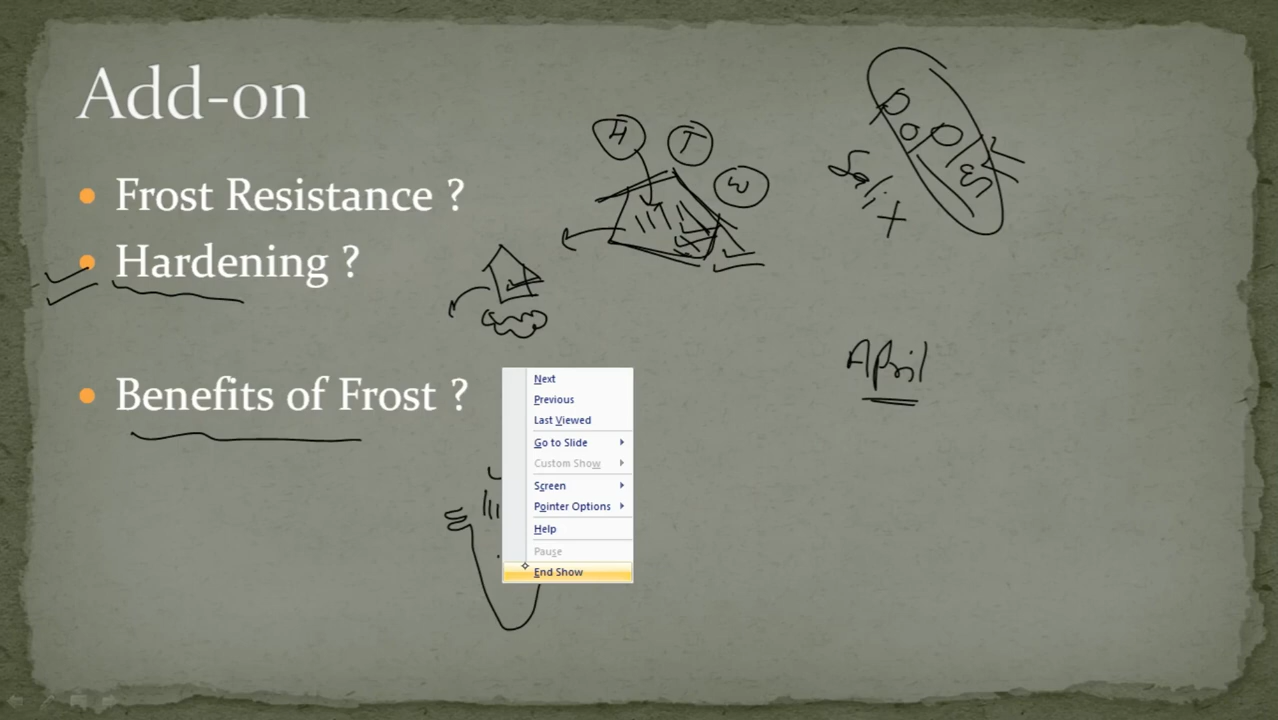 Add-on
Frost Resistance ?
Hardening ?
Benefits of Frost ?
H
T
W
Salix
April
Next
Previous
Last Viewed
Go to Slide
Custom Show
Screen
Pointer Options
Help
Pause
End Show